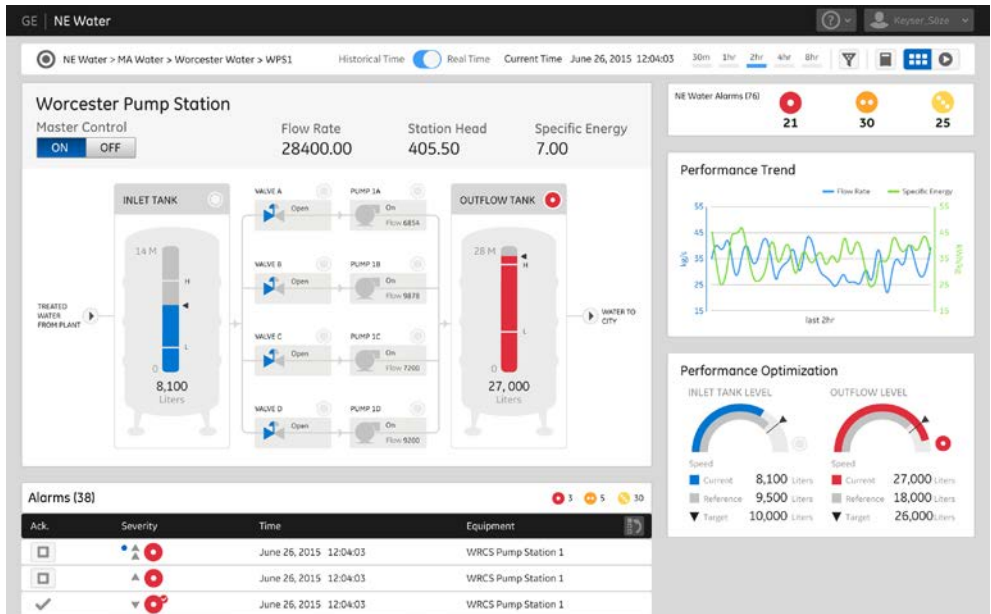 GE | NE Water
Keyser_Söze
NE Water > MA Water > Worcester Water > WPS1
Historical Time Real Time
Current Time June 26, 2015 12:04:03
30m 1hr 2hr 4hr 8hr
Worcester Pump Station
Master Control
ON OFF
Flow Rate
28400.00
Station Head
405.50
Specific Energy
7.00
INLET TANK
14 M
H
L
0
8,100
Liters
TREATED
WATER
FROM PLANT
VALVE A
Open
PUMP 1A
On
Flow 6854
VALVE B
Open
PUMP 1B
On
Flow 9878
VALVE C
Open
PUMP 1C
On
Flow 7200
VALVE D
Open
PUMP 1D
On
Flow 9200
OUTFLOW TANK
28 M
H
L
0
27,000
Liters
WATER TO
CITY
NE Water Alarms (76)
21
30
25
Performance Trend
Flow Rate Specific Energy
55 55
45 45
35 35
25 25
15 15
kg/s
last 2hr
Performance Optimization
INLET TANK LEVEL
Speed
Current 8,100 Liters
Reference 9,500 Liters
Target 10,000 Liters
OUTFLOW LEVEL
Speed
Current 27,000 Liters
Reference 18,000 Liters
Target 26,000 Liters
Alarms (38)
3 5 30
Ack. Severity Time Equipment
June 26, 2015 12:04:03 WRCS Pump Station 1
June 26, 2015 12:04:03 WRCS Pump Station 1
June 26, 2015 12:04:03 WRCS Pump Station 1